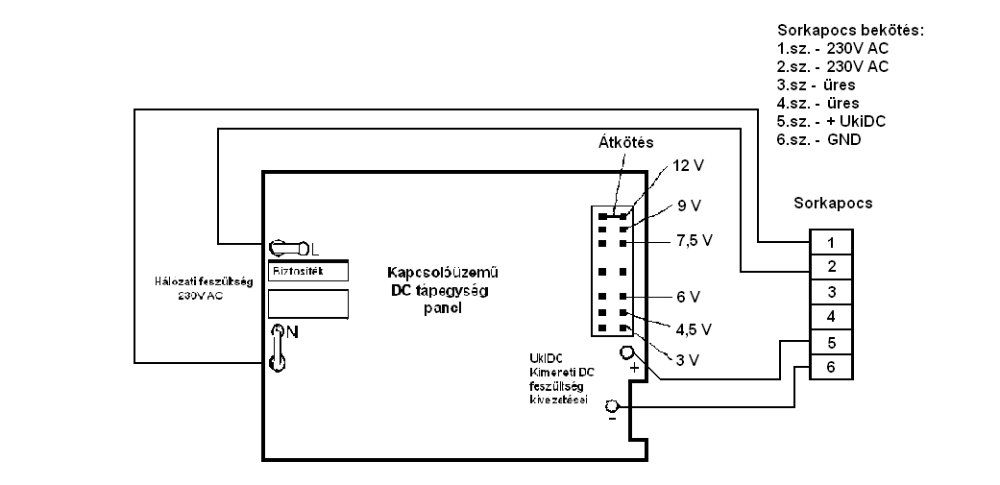 Sorkapocs bekötés:
1.sz. - 230V AC
2.sz. - 230V AC
3.sz - üres
4.sz. - üres
5.sz. - + UkiDC
6.sz. - GND
Átkötés
12 V
9 V
7,5 V
6 V
4,5 V
3 V
Sorkapocs
1
2
3
4
5
6
L
Biztosíték
Hálózati feszültség
230V AC
N
Kapcsolóüzemű
DC tápegység
panel
UkiDC
Kimereti DC
feszültség
kivezetései
+
-